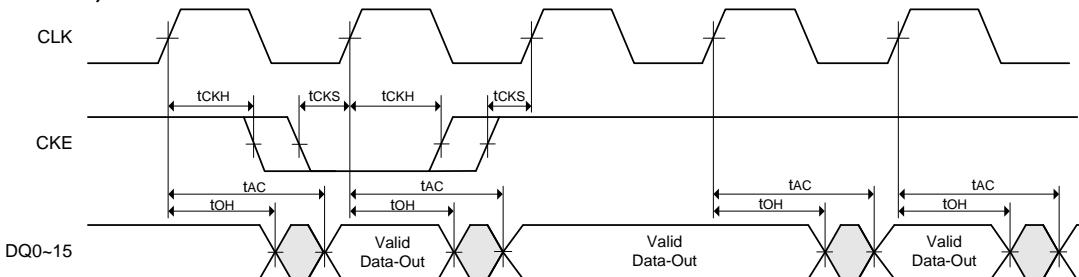 CLK
tCKH tCKS tCKH tCKS
CKE
tAC tAC tAC tAC
tOH tOH tOH tOH
DQ0~15 Valid Valid Valid
Data-Out Data-Out Data-Out